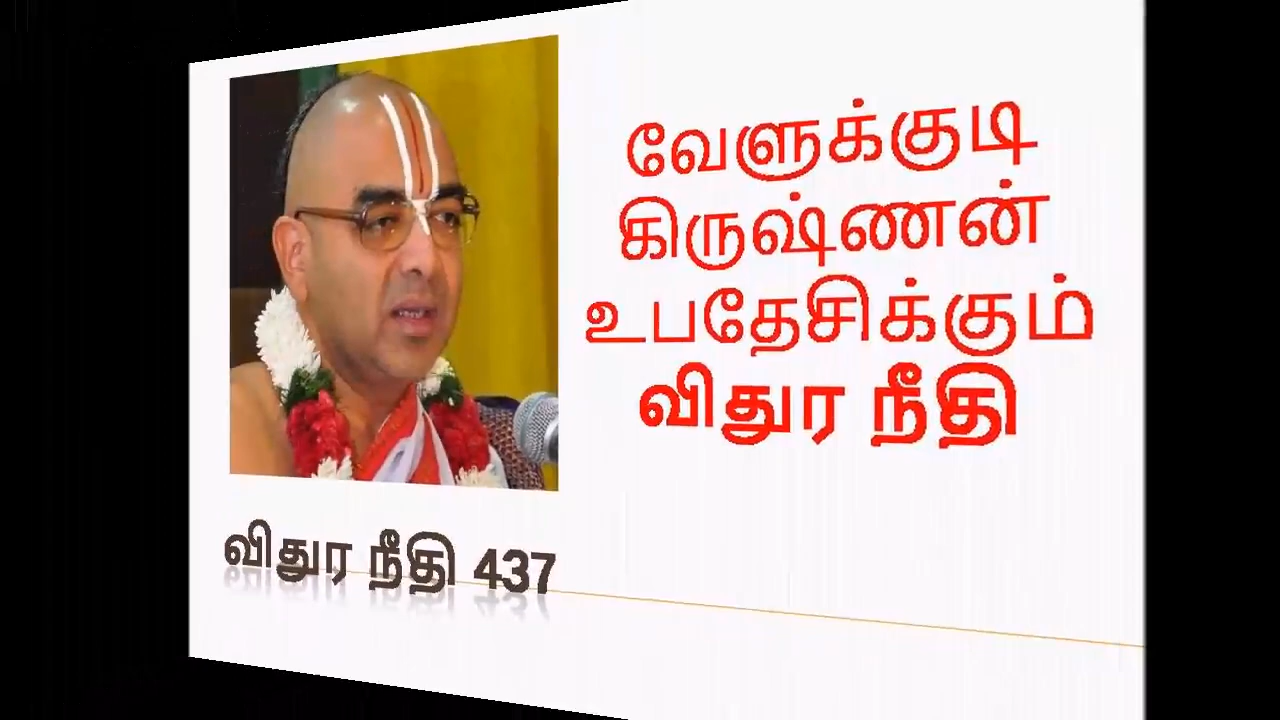 வேளுக்குடி
கிருஷ்ணன்
உபதேசிக்கும்
விதுர நீதி
விதுர நீதி 437